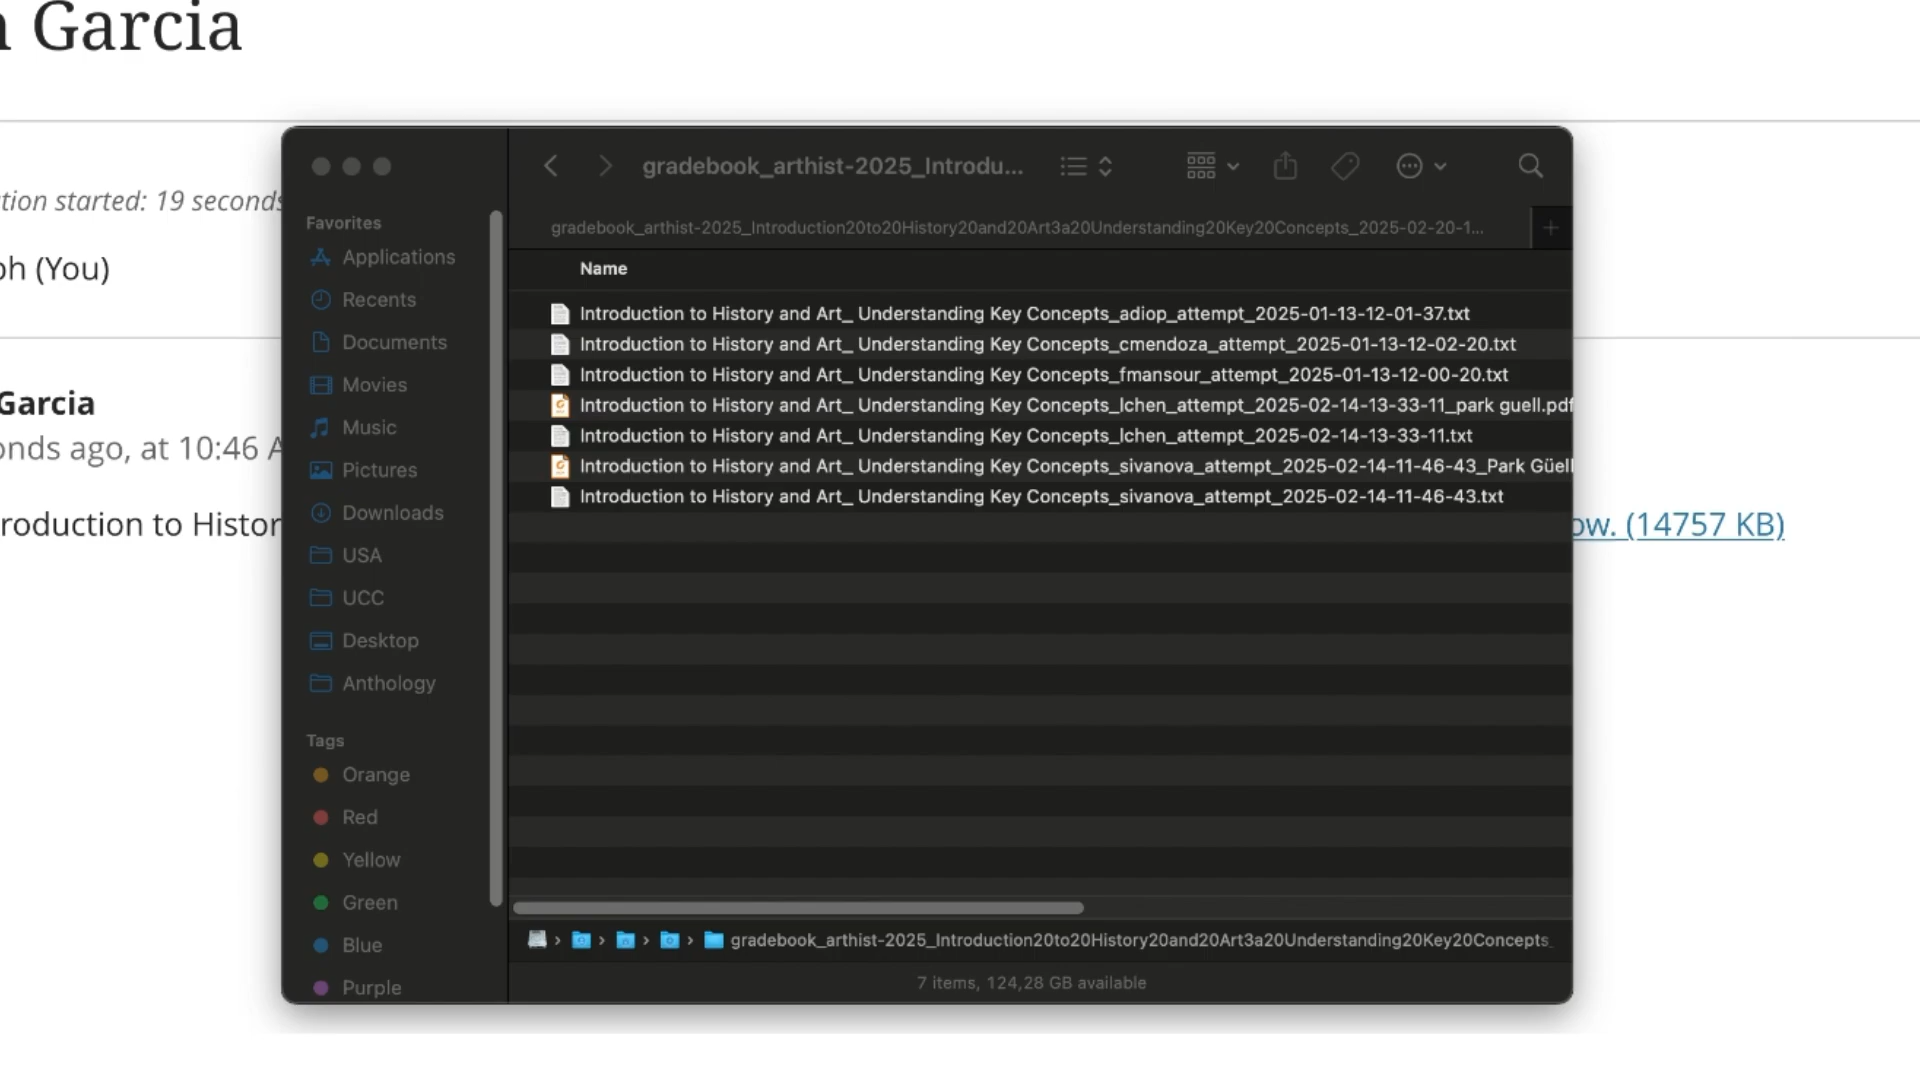 Garcia
tion started: 19 seconds
ph (You)
Garcia
onds ago, at 10:46 A
roduction to Histor
ow. (14757 KB)
gradebook_arthist-2025_Introdu...
gradebook_arthist-2025_Introduction20to20History20and20Art3a20Understanding20Key20Concepts_2025-02-20-1...
Favorites
Applications
Recents
Documents
Movies
Music
Pictures
Downloads
USA
UCC
Desktop
Anthology
Tags
Orange
Red
Yellow
Green
Blue
Purple
Name
Introduction to History and Art_ Understanding Key Concepts_adiop_attempt_2025-01-13-12-01-37.txt
Introduction to History and Art_ Understanding Key Concepts_cmendoza_attempt_2025-01-13-12-02-20.txt
Introduction to History and Art_ Understanding Key Concepts_fmansour_attempt_2025-01-13-12-00-20.txt
Introduction to History and Art_ Understanding Key Concepts_lchen_attempt_2025-02-14-13-33-11_park guell.pdf
Introduction to History and Art_ Understanding Key Concepts_lchen_attempt_2025-02-14-13-33-11.txt
Introduction to History and Art_ Understanding Key Concepts_sivanova_attempt_2025-02-14-11-46-43_Park Güell
Introduction to History and Art_ Understanding Key Concepts_sivanova_attempt_2025-02-14-11-46-43.txt
gradebook_arthist-2025_Introduction20to20History20and20Art3a20Understanding20Key20Concepts_
7 items, 124,28 GB available